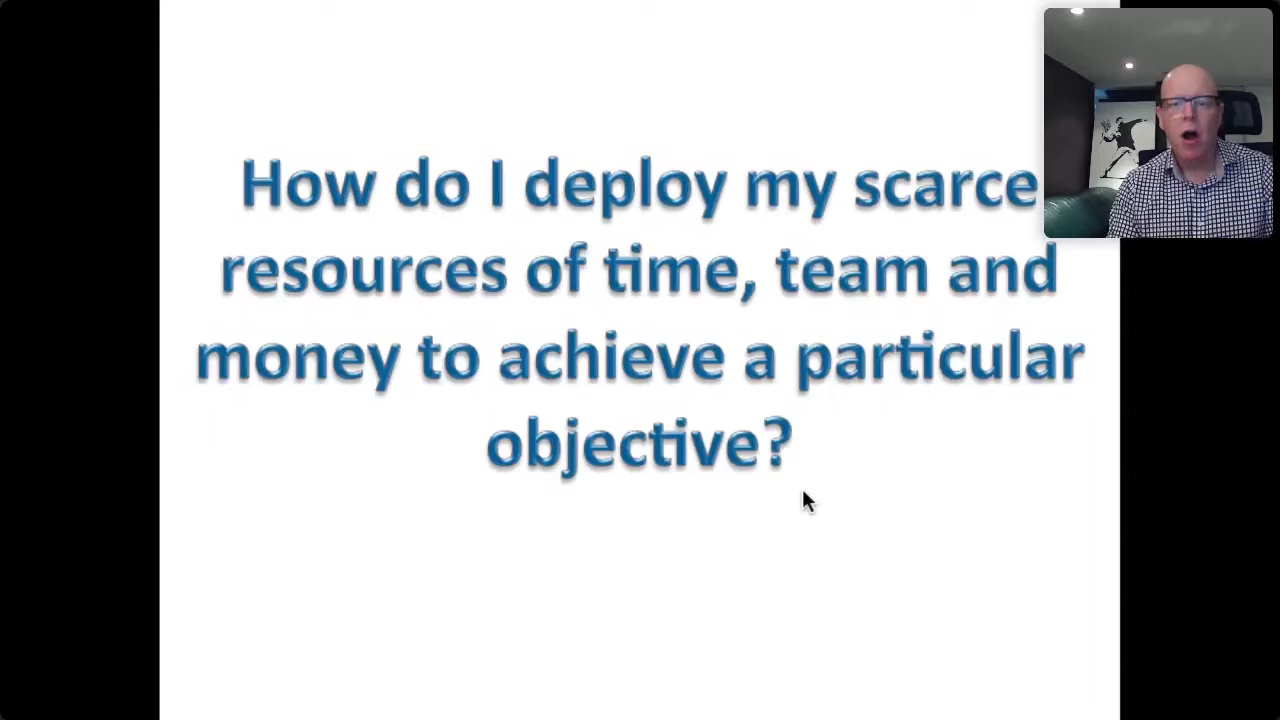 How do I deploy my scarce
resources of time, team and
money to achieve a particular
objective?